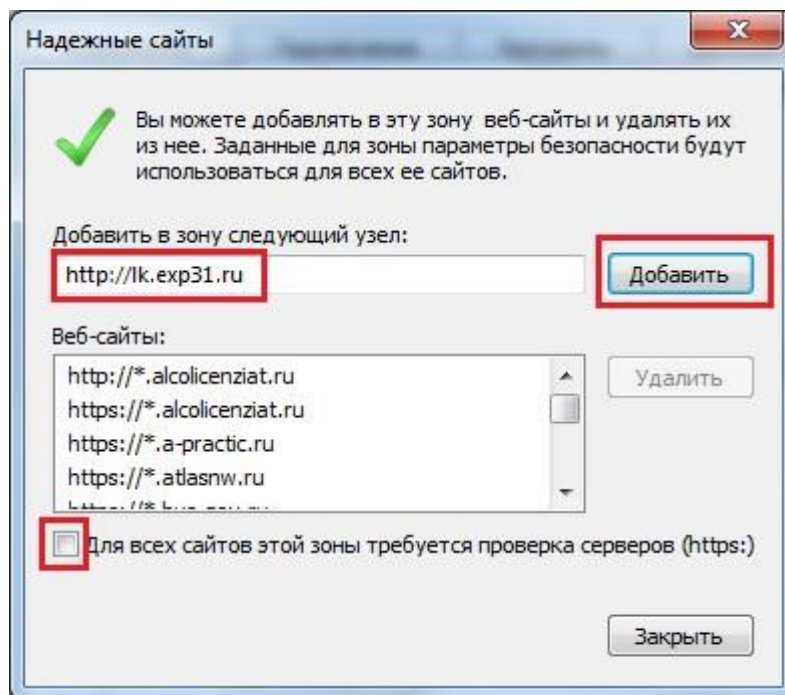 Надежные сайты
Вы можете добавлять в эту зону веб-сайты и удалять их
из нее. Заданные для зоны параметры безопасности будут
использоваться для всех ее сайтов.
Добавить в зону следующий узел:
http://lk.exp31.ru
Добавить
Веб-сайты:
http://*.alcolicenziat.ru
Удалить
https://*.alcolicenziat.ru
https://*.a-practic.ru
https://*.atlasnw.ru
Для всех сайтов этой зоны требуется проверка серверов (https:)
Закрыть